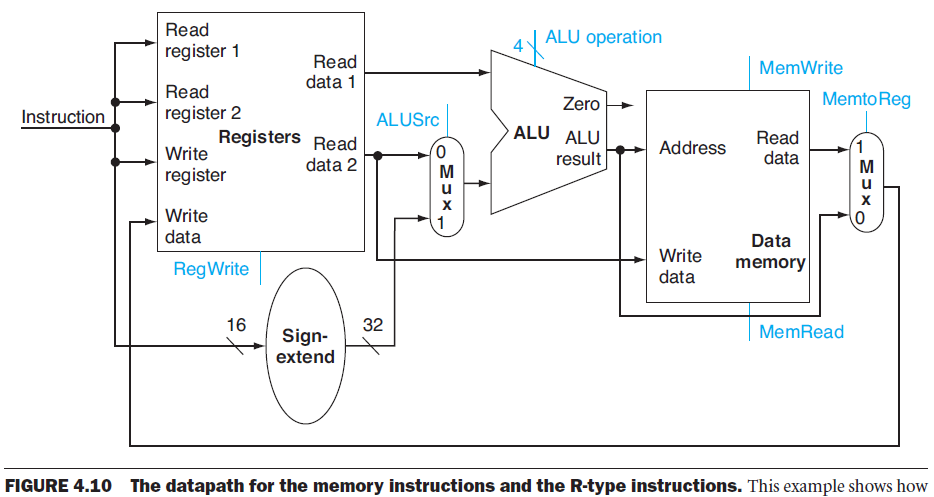 Read
register 1
Read
data 1
Read
register 2
Instruction
Registers
Write
register
Read
data 2
Write
data
RegWrite
16
Sign-
extend
32
ALUSrc
0
M
u
x
1
4
ALU operation
Zero
ALU
ALU
result
MemWrite
Address
Read
data
Write
data
Data
memory
MemRead
MemtoReg
1
M
u
x
0
FIGURE 4.10 The datapath for the memory instructions and the R-type instructions. This example shows how